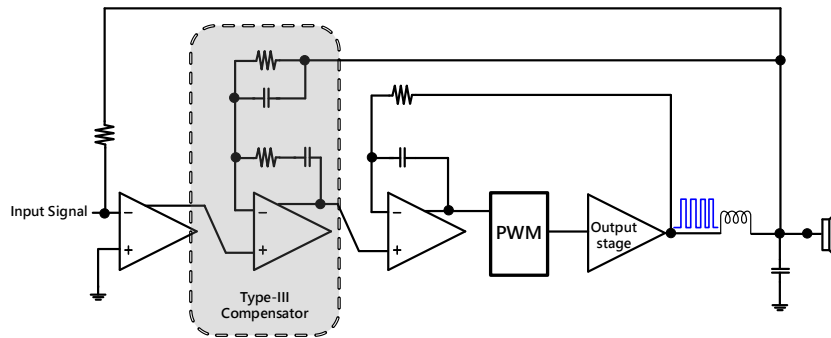 Input Signal
−
+
−
+
−
+
PWM
Output
stage
Type-III
Compensator